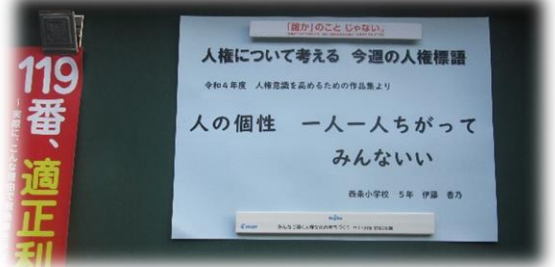 119番、適正利
「誰か」のこと じゃない。
人権について考える 今週の人権標語
令和4年度 人権意識を高めるための作品集より
人の個性 一人一人ちがって
みんないい
西条小学校 5年 伊藤 香乃